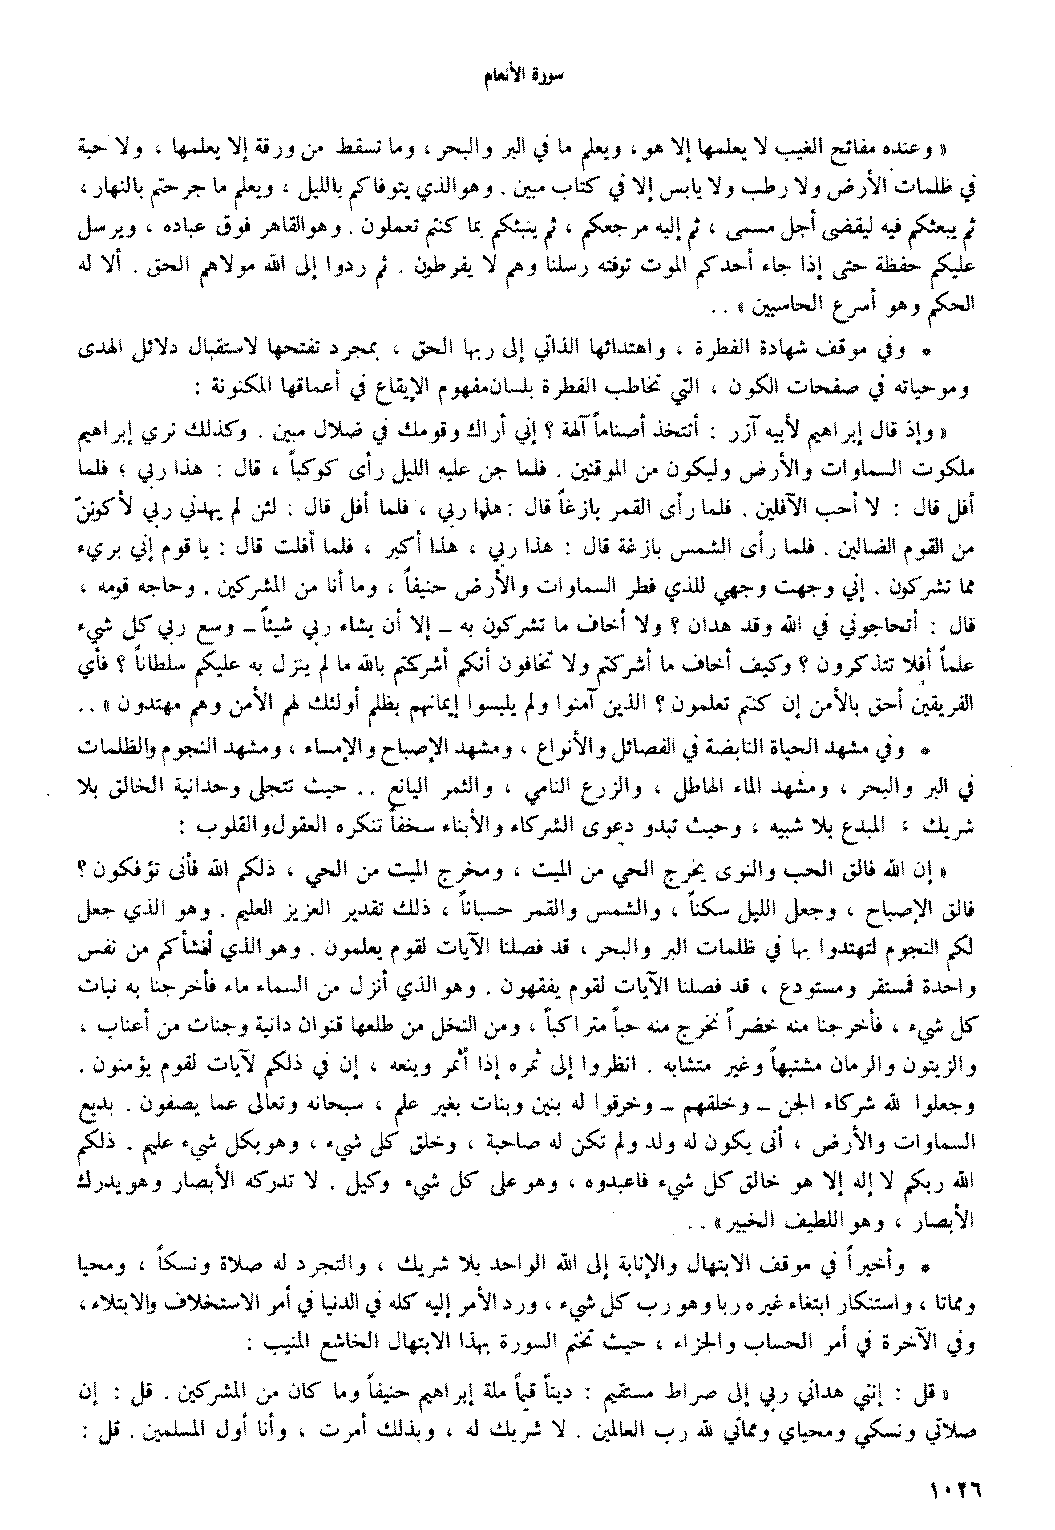 سورة الأنعام
« وعنده مفاتح الغيب لا يعلمها إلا هو ، ويعلم ما في البر والبحر ، وما تسقط من ورقة إلا يعلمها ، ولا حبة
في ظلمات الأرض ولا رطب ولا يابس إلا في كتاب مبين . وهو الذي يتوفاكم بالليل ، ويعلم ما جرحتم بالنهار ،
ثم يبعثكم فيه ليقضى أجل مسمى ، ثم إليه مرجعكم ، ثم ينبئكم بما كنتم تعملون . وهو القاهر فوق عباده ، ويرسل
عليكم حفظة حتى إذا جاء أحدكم الموت توفته رسلنا وهم لا يفرطون . ثم ردوا إلى الله مولاهم الحق . ألا له
الحكم وهو أسرع الحاسبين » ..
* وفي موقف شهادة الفطرة ، واهتدائها الذاتي إلى ربها الحق ، بمجرد تفتحها لاستقبال دلائل الهدى
وموحياته في صفحات الكون ، التي تخاطب الفطرة بلسان مفهوم الإيقاع في أعماقها المكنونة :
« وإذ قال إبراهيم لأبيه آزر : أتتخذ أصناماً آلهة ؟ إني أراك وقومك في ضلال مبين . وكذلك نري إبراهيم
ملكوت السماوات والأرض وليكون من الموقنين . فلما جن عليه الليل رأى كوكباً ، قال : هذا ربي ، فلما
أفل قال : لا أحب الآفلين . فلما رأى القمر بازغاً قال : هذا ربي ، فلما أفل قال : لئن لم يهدني ربي لأكوننّ
من القوم الضالين . فلما رأى الشمس بازغة قال : هذا ربي ، هذا أكبر ، فلما أفلت قال : يا قوم إني بريء
مما تشركون . إني وجهت وجهي للذي فطر السماوات والأرض حنيفاً ، وما أنا من المشركين . وحاجه قومه ،
قال : أتحاجوني في الله وقد هدان ؟ ولا أخاف ما تشركون به – إلا أن يشاء ربي شيئاً – وسع ربي كل شيء
علماً أفلا تتذكرون ؟ وكيف أخاف ما أشركتم ولا تخافون أنكم أشركتم بالله ما لم ينزل به عليكم سلطاناً ؟ فأي
الفريقين أحق بالأمن إن كنتم تعلمون ؟ الذين آمنوا ولم يلبسوا إيمانهم بظلم أولئك لهم الأمن وهم مهتدون » ..
* وفي مشهد الحياة النابضة في الفصائل والأنواع ، ومشهد الإصباح والإمساء ، ومشهد النجوم والظلمات
في البر والبحر ، ومشهد الماء الهاطل ، والزرع النامي ، والثمر اليانع .. حيث تتجلى وحدانية الخالق بلا
شريك ، المبدع بلا شبيه ، وحيث تبدو دعوى الشركاء والأبناء سخفاً تنكره العقول والقلوب :
« إن الله فالق الحب والنوى يخرج الحي من الميت ، ومخرج الميت من الحي ، ذلكم الله فأنى تؤفكون ؟
فالق الإصباح ، وجعل الليل سكناً ، والشمس والقمر حسباناً ، ذلك تقدير العزيز العليم . وهو الذي جعل
لكم النجوم لتهتدوا بها في ظلمات البر والبحر ، قد فصلنا الآيات لقوم يعلمون . وهو الذي أنشأكم من نفس
واحدة فمستقر ومستودع ، قد فصلنا الآيات لقوم يفقهون . وهو الذي أنزل من السماء ماء فأخرجنا به نبات
كل شيء ، فأخرجنا منه خضراً نخرج منه حباً متراكباً ، ومن النخل من طلعها قنوان دانية وجنات من أعناب ،
والزيتون والرمان مشتبهاً وغير متشابه . انظروا إلى ثمره إذا أثمر وينعه ، إن في ذلكم لآيات لقوم يؤمنون .
وجعلوا لله شركاء الجن – وخلقهم – وخرقوا له بنين وبنات بغير علم ، سبحانه وتعالى عما يصفون . بديع
السماوات والأرض ، أنى يكون له ولد ولم تكن له صاحبة ، وخلق كل شيء ، وهو بكل شيء عليم . ذلكم
الله ربكم لا إله إلا هو خالق كل شيء فاعبدوه ، وهو على كل شيء وكيل . لا تدركه الأبصار وهو يدرك
الأبصار ، وهو اللطيف الخبير» ..
* وأخيراً في موقف الابتهال والإنابة إلى الله الواحد بلا شريك ، والتجرد له صلاة ونسكاً ، ومحيا
ومماتا ، واستنكار ابتغاء غيره ربا وهو رب كل شيء ، ورد الأمر إليه كله في الدنيا في أمر الاستخلاف والابتلاء ،
وفي الآخرة في أمر الحساب والجزاء ، حيث تختم السورة بهذا الابتهال الخاشع المنيب :
« قل : إنني هداني ربي إلى صراط مستقيم : ديناً قيماً ملة إبراهيم حنيفاً وما كان من المشركين . قل : إن
صلاتي ونسكي ومحياي ومماتي لله رب العالمين . لا شريك له ، وبذلك أمرت ، وأنا أول المسلمين . قل :
١٠٢٦